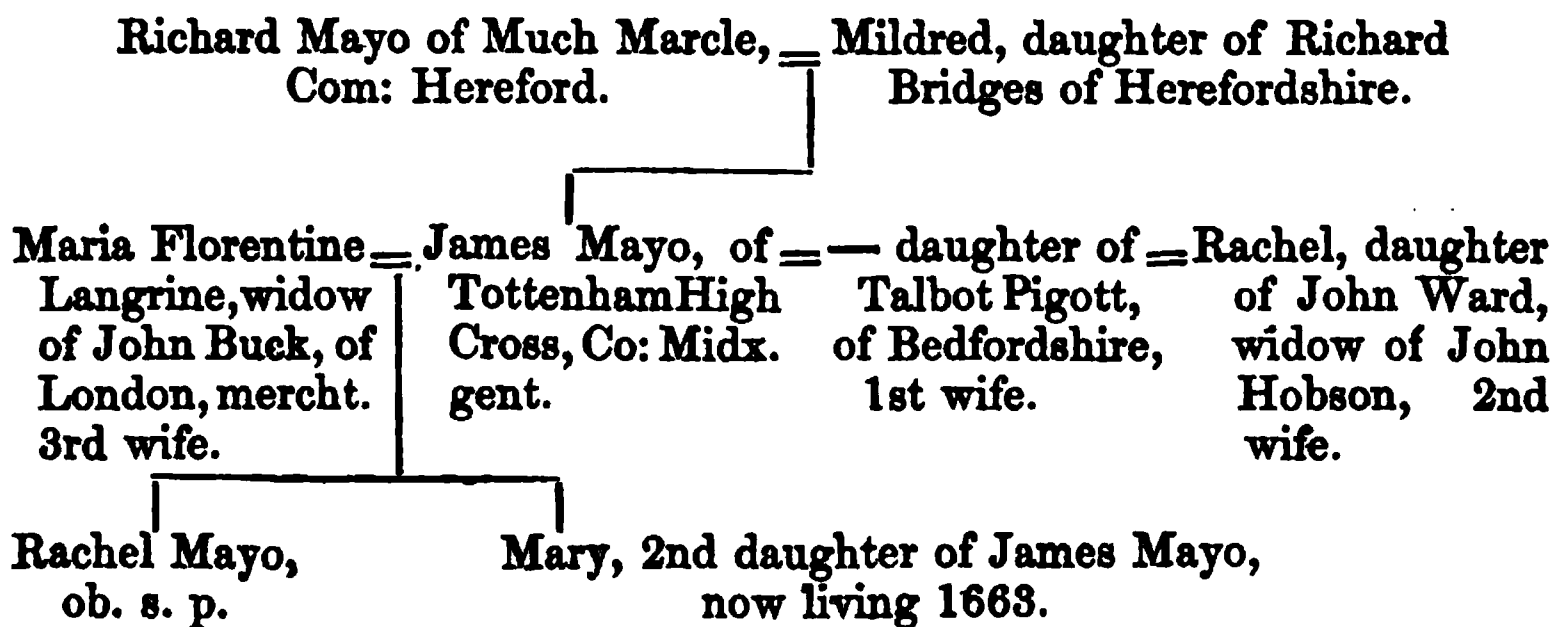 Richard Mayo of Much Marcle, = Mildred, daughter of Richard
Com: Hereford. Bridges of Herefordshire.
Maria Florentine
Langrine, widow
of John Buck, of
London, mercht.
3rd wife.
= James Mayo, of
Tottenham High
Cross, Co: Midx.
gent.
= — daughter of
Talbot Pigott,
of Bedfordshire,
1st wife.
= Rachel, daughter
of John Ward,
widow of John
Hobson, 2nd
wife.
Rachel Mayo,
ob. s. p.
Mary, 2nd daughter of James Mayo,
now living 1663.